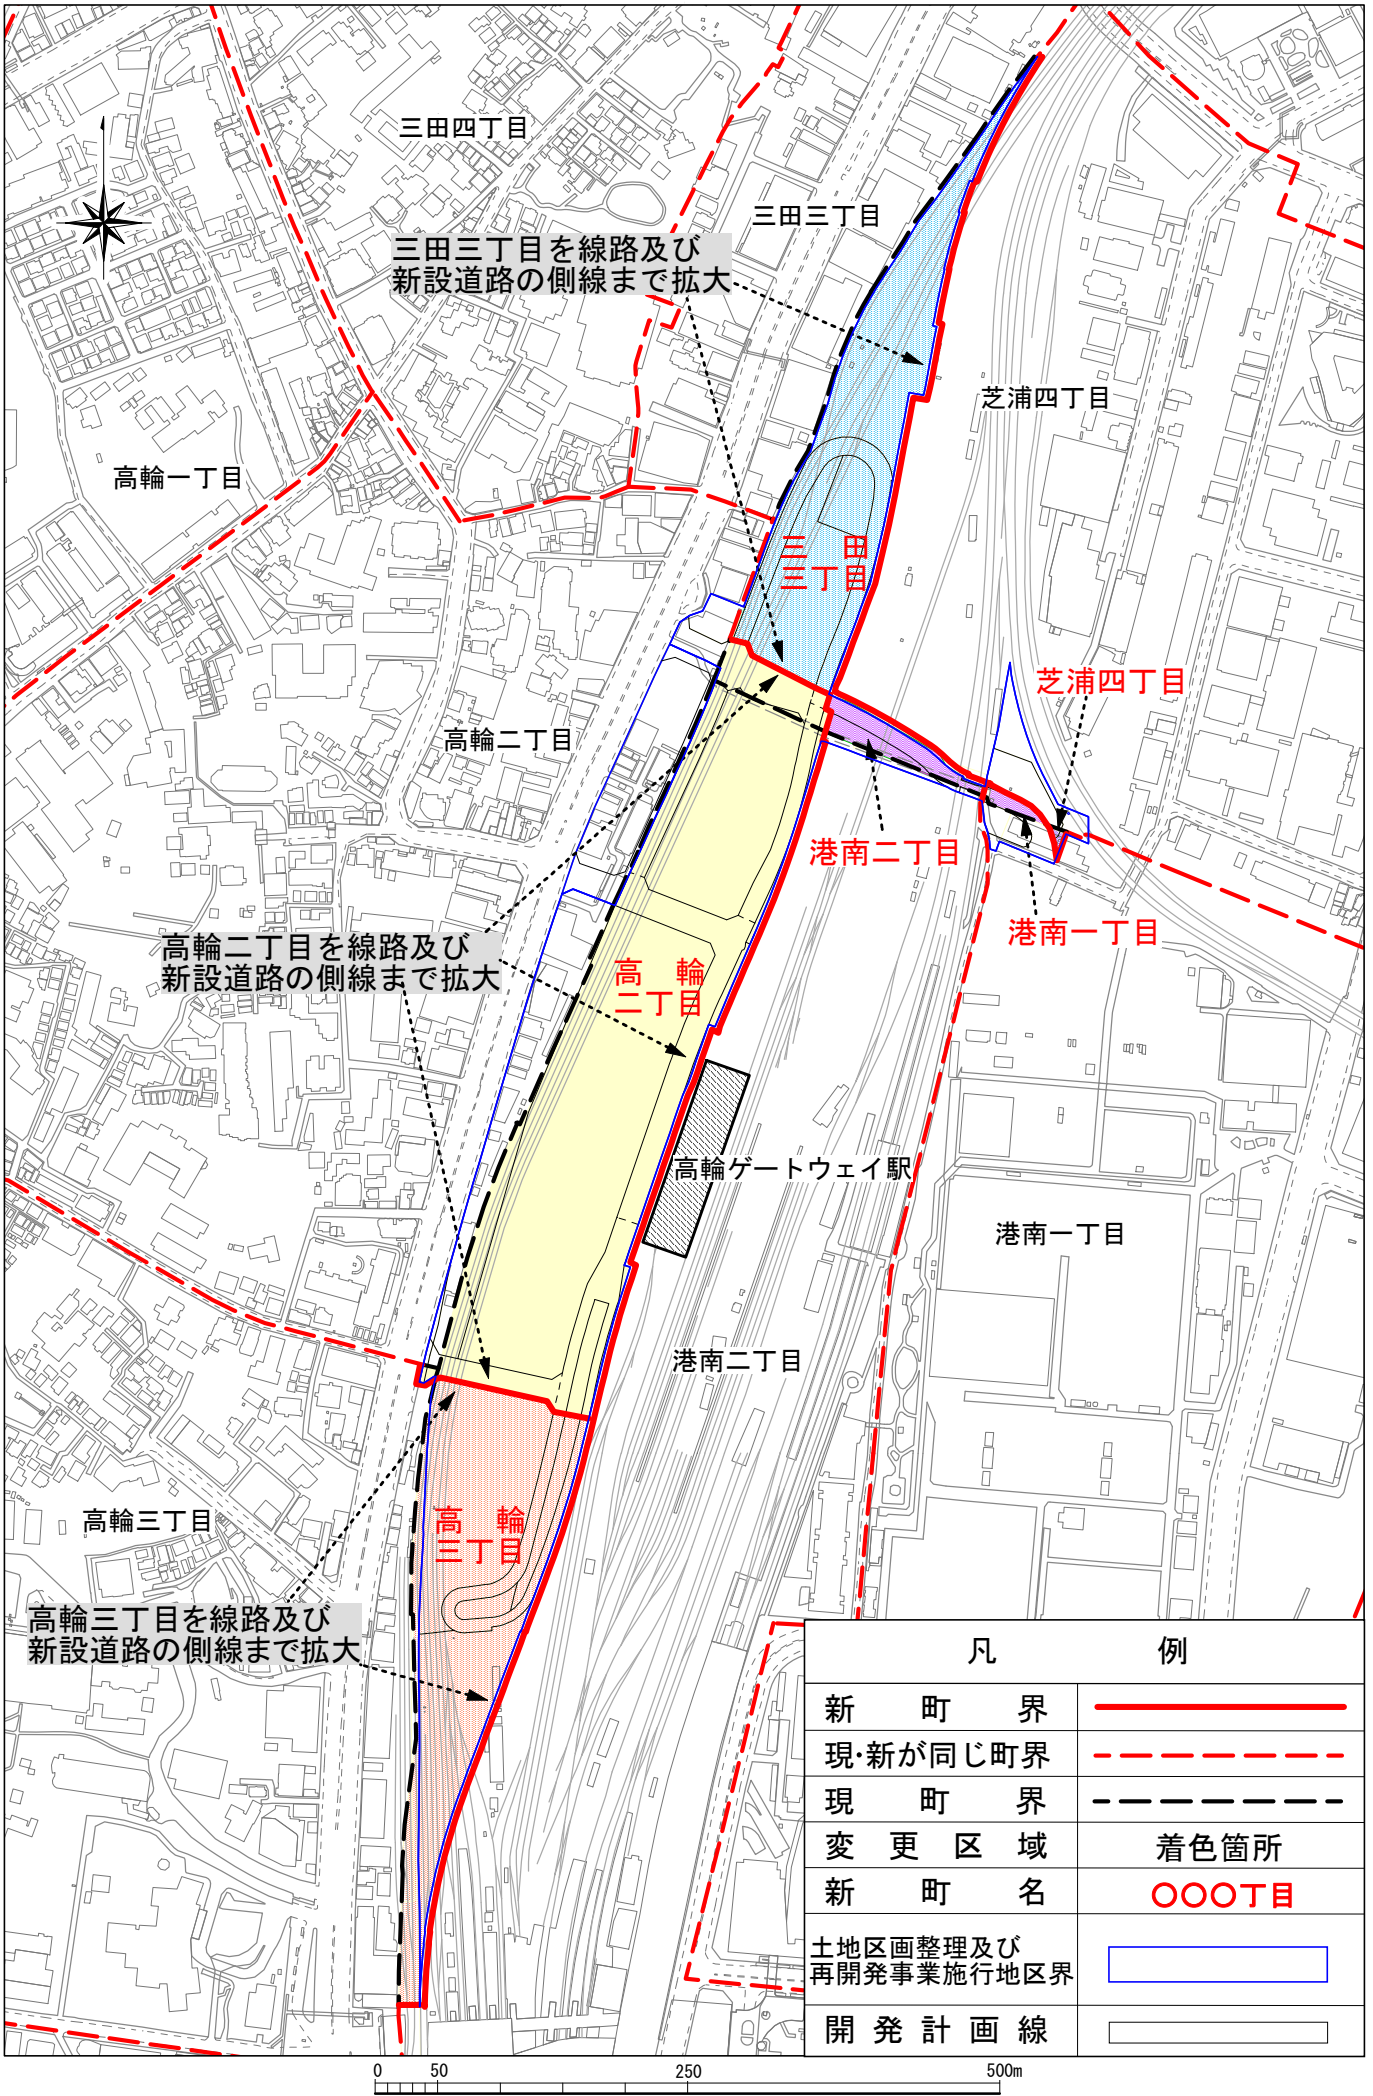 三田四丁目
三田三丁目
三田三丁目を線路及び
新設道路の側線まで拡大
芝浦四丁目
高輪一丁目
三田
三丁目
芝浦四丁目
高輪二丁目
港南二丁目
港南一丁目
高輪二丁目を線路及び
新設道路の側線まで拡大
高輪
二丁目
高輪ゲートウェイ駅
港南一丁目
港南二丁目
高輪三丁目
高輪
三丁目
高輪三丁目を線路及び
新設道路の側線まで拡大
凡例
新町界
現・新が同じ町界
現町界
変更区域 着色箇所
新町名 〇〇〇丁目
土地区画整理及び
再開発事業施行地区界
開発計画線
0 50 250 500m